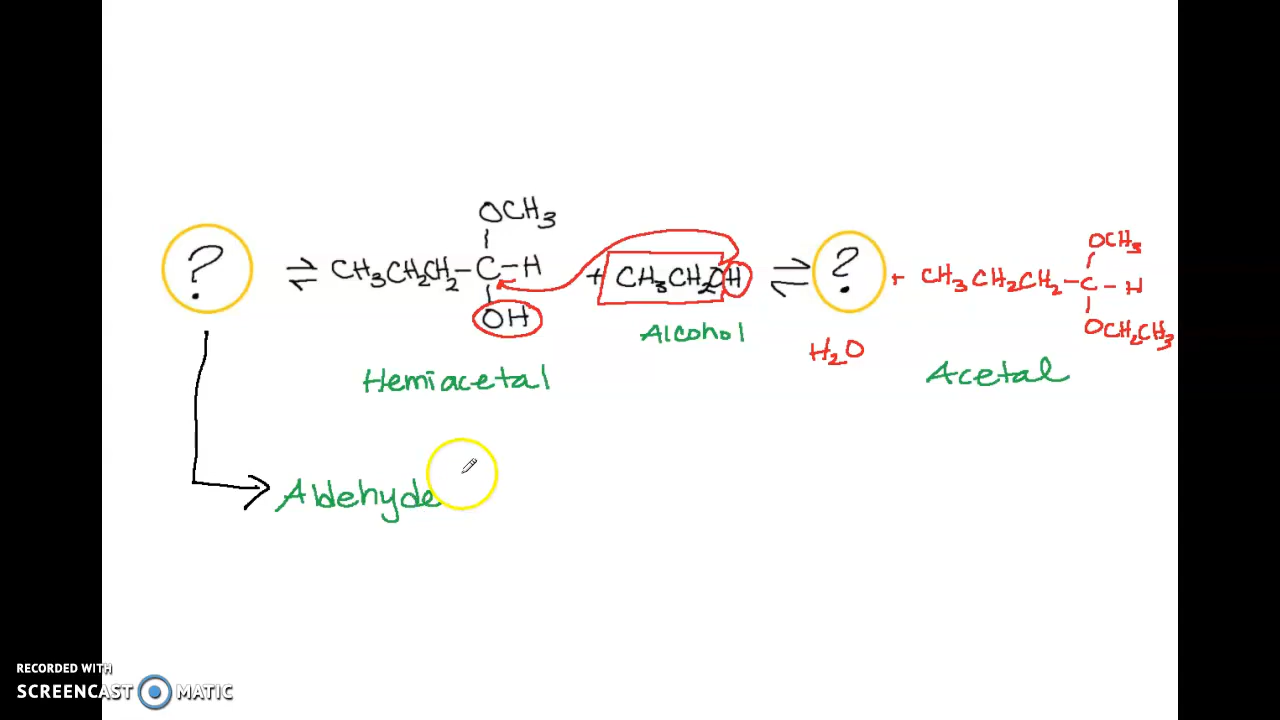 OCH3
? ⇌ CH3CH2CH2-C-H + CH3CH2OH ⇌ ? +
OH
Hemiacetal
Alcohol
H2O
OCH3
CH3CH2CH2-C-H
OCH2CH3
Acetal
Aldehyde
RECORDED WITH
SCREENCAST MATIC